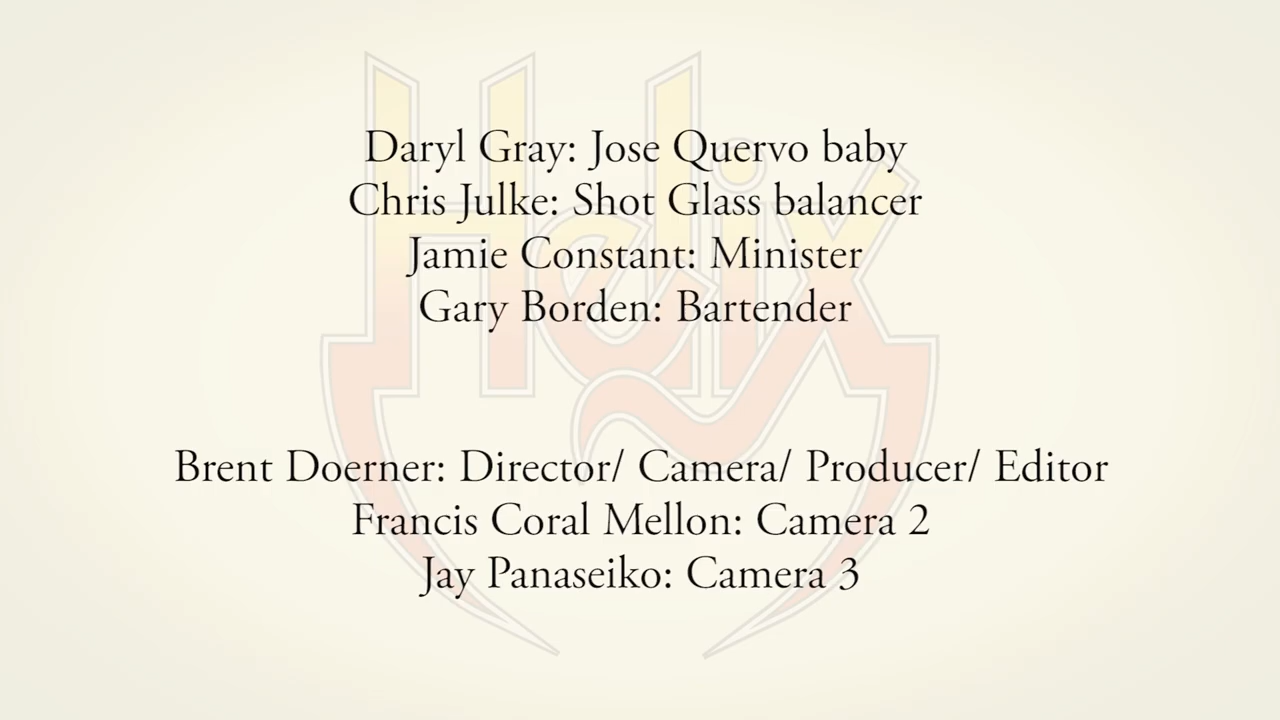 Helix
Daryl Gray: Jose Quervo baby
Chris Julke: Shot Glass balancer
Jamie Constant: Minister
Gary Borden: Bartender
Brent Doerner: Director/ Camera/ Producer/ Editor
Francis Coral Mellon: Camera 2
Jay Panaseiko: Camera 3